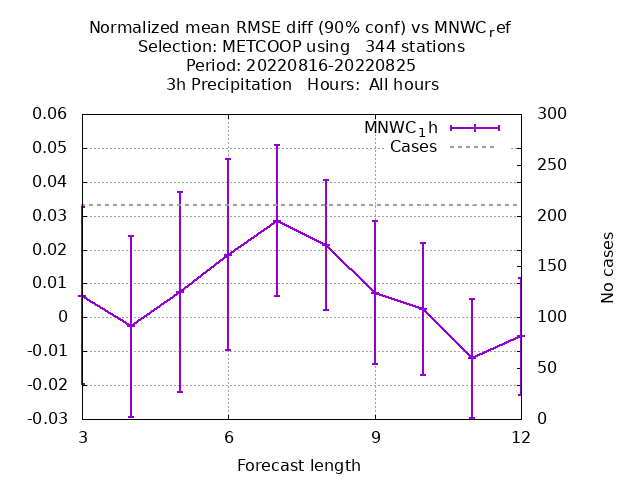 Normalized mean RMSE diff (90% conf) vs MNWC_ref
Selection: METCOOP using   344 stations
Period: 20220816-20220825
3h Precipitation   Hours:  All hours
MNWC_1h
Cases
0.06
0.05
0.04
0.03
0.02
0.01
0
-0.01
-0.02
-0.03
300
250
200
150
100
50
0
No cases
3 6 9 12
Forecast length